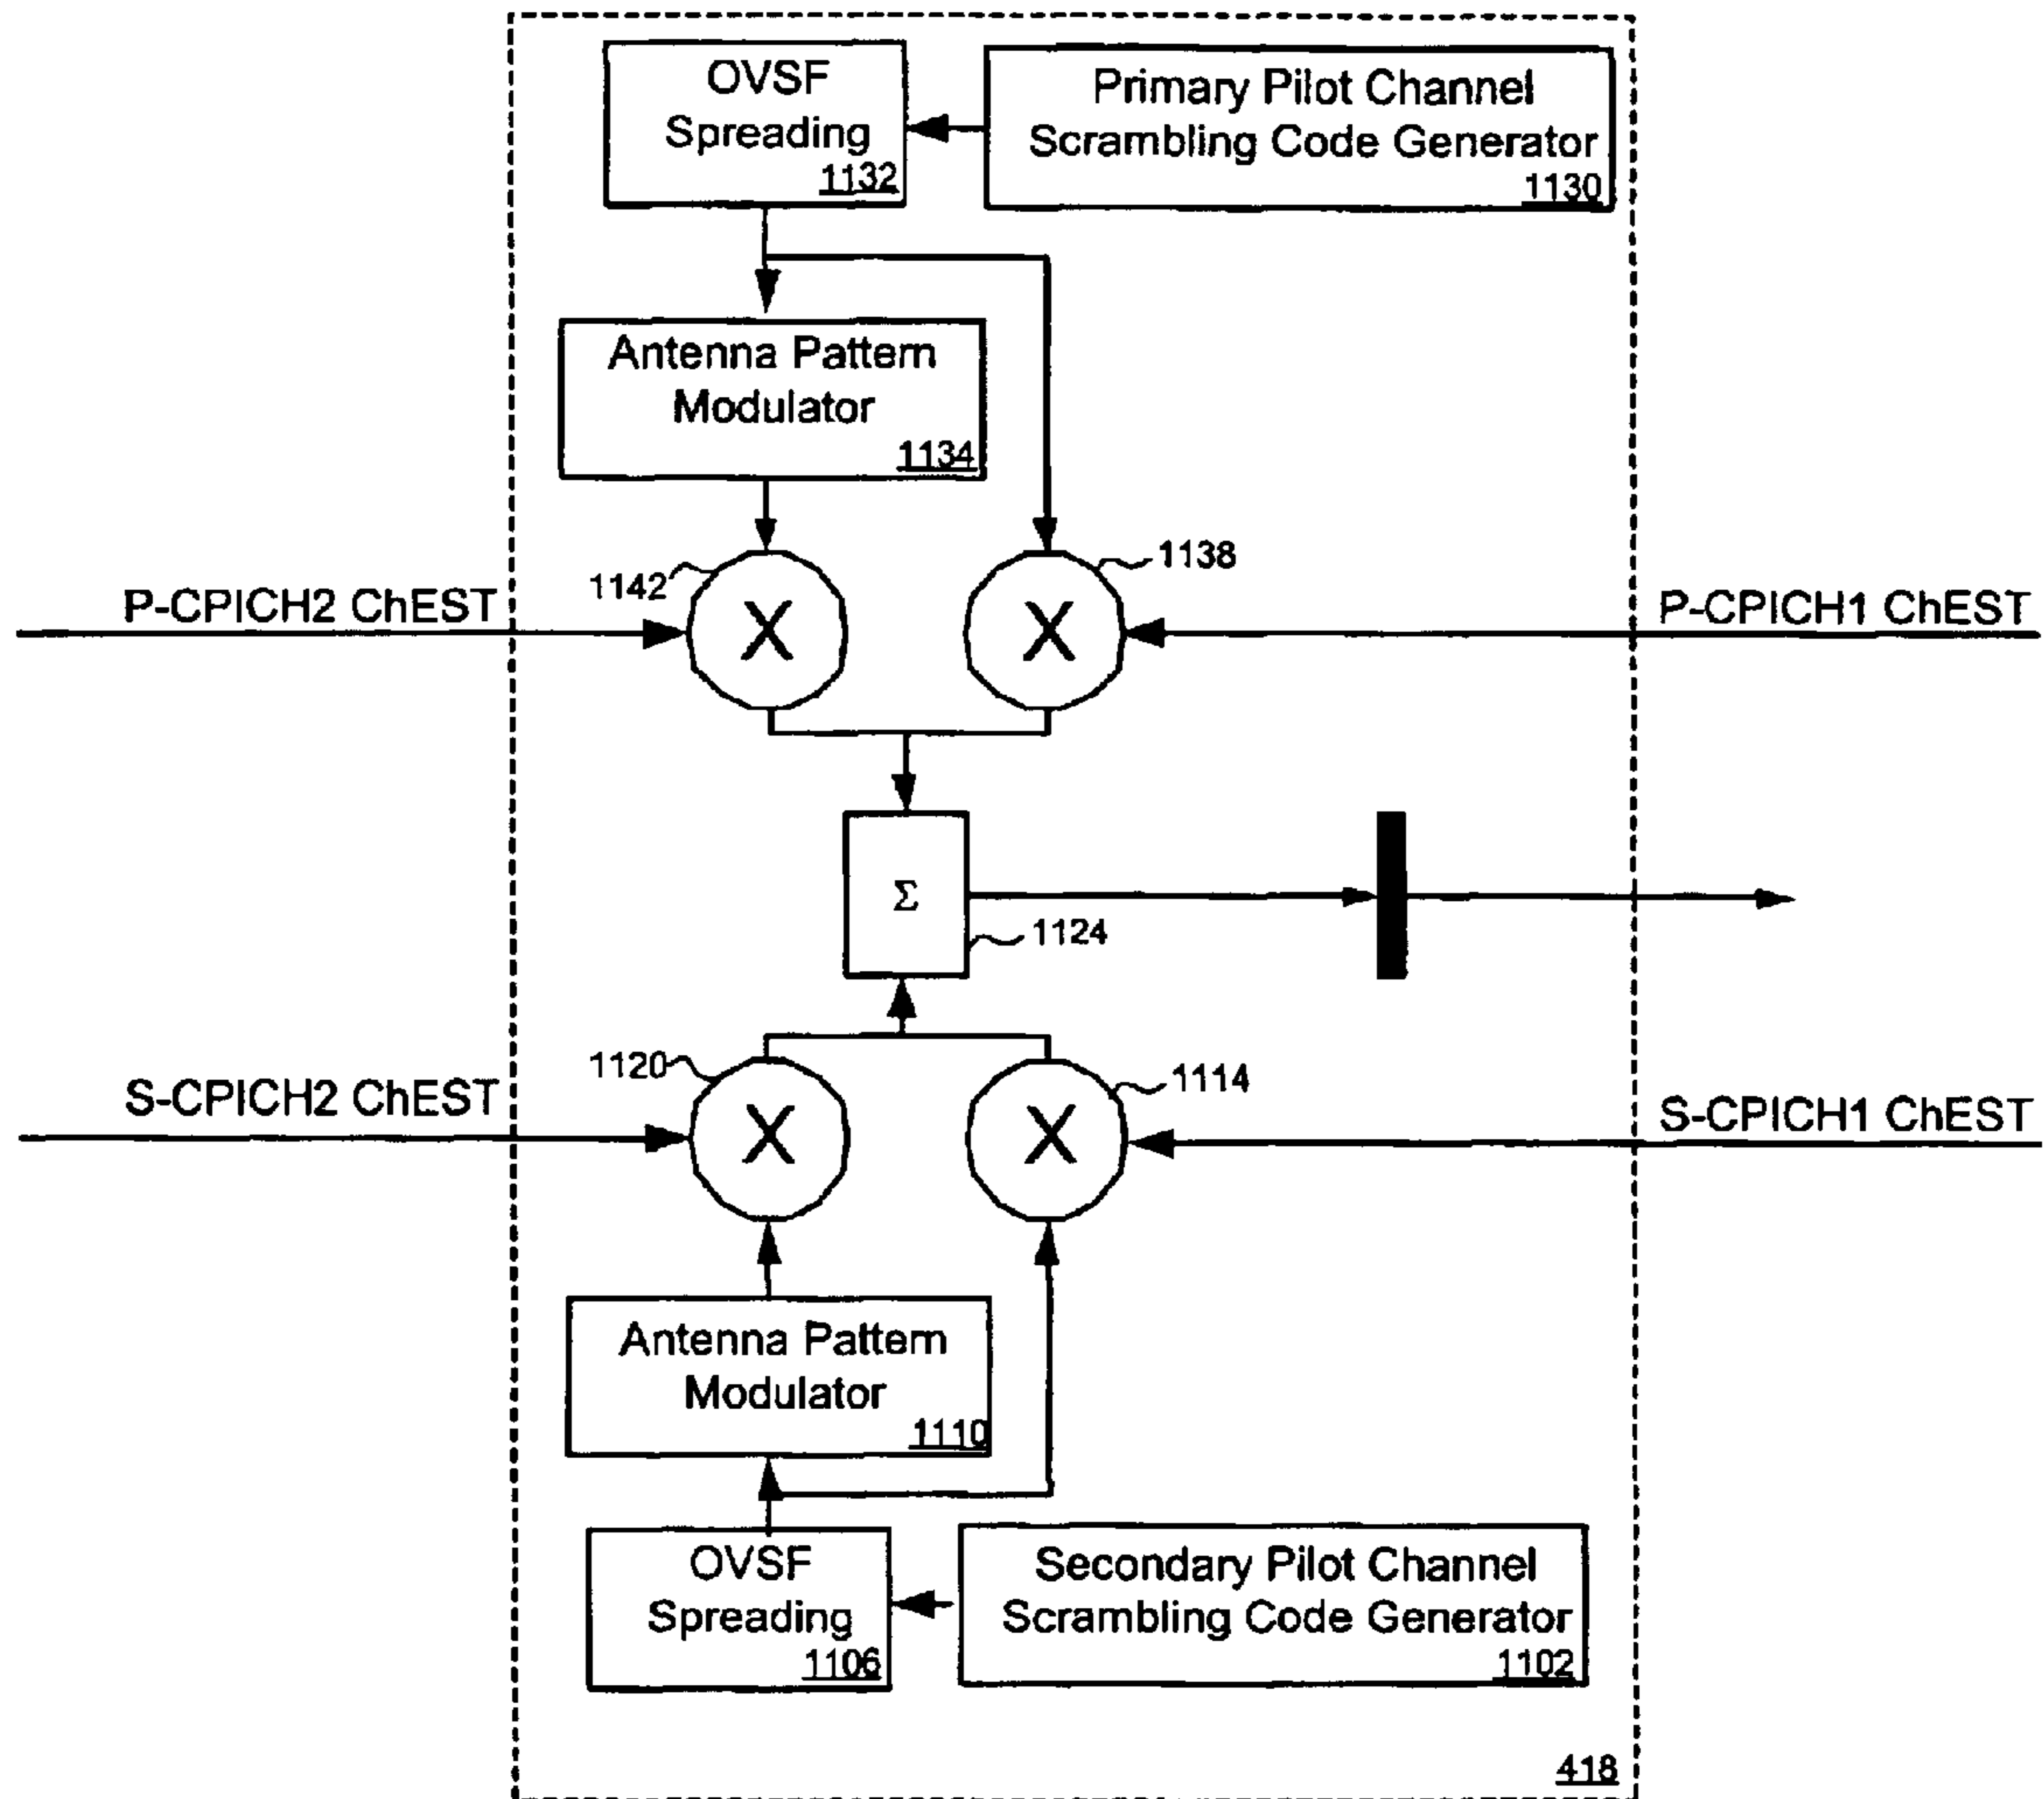 OVSF
Spreading
1132
Primary Pilot Channel
Scrambling Code Generator
1130
Antenna Pattern
Modulator
1134
1142
1138
P-CPICH2 ChEST
X
X
P-CPICH1 ChEST
Σ
1124
1120
1114
S-CPICH2 ChEST
X
X
S-CPICH1 ChEST
Antenna Pattern
Modulator
1110
OVSF
Spreading
1106
Secondary Pilot Channel
Scrambling Code Generator
1102
418